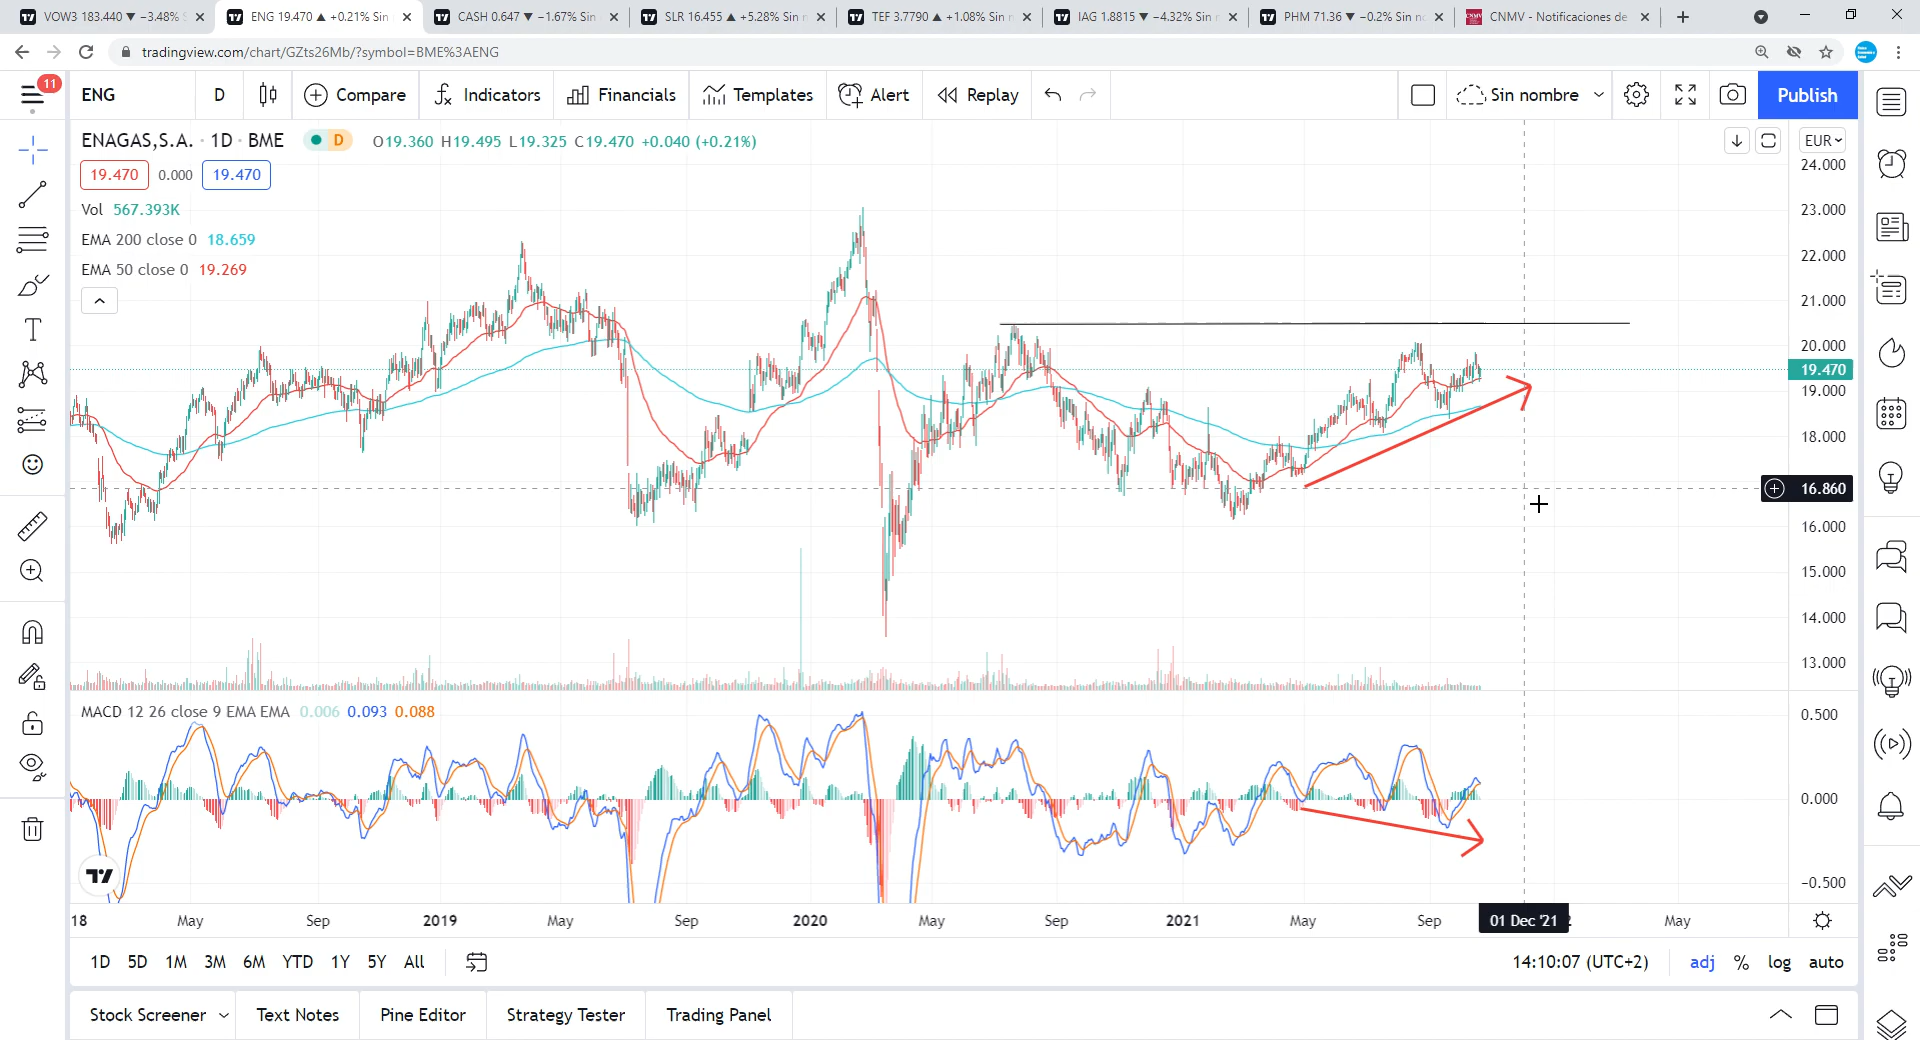 VOW3 183.440 ▼ −3.48% S
ENG 19.470 ▲ +0.21% Sin
CASH 0.647 ▼ −1.67% Sin
SLR 16.455 ▲ +5.28% Sin
TEF 3.7790 ▲ +1.08% Sin n
IAG 1.8815 ▼ −4.32% Sin
PHM 71.36 ▼ −0.2% Sin no
CNMV - Notificaciones de
tradingview.com/chart/GZts26Mb/?symbol=BME%3AENG
11
ENG
D
Compare
Indicators
Financials
Templates
Alert
Replay
Sin nombre
Publish
ENAGAS,S.A. · 1D · BME
D
O19.360 H19.495 L19.325 C19.470 +0.040 (+0.21%)
EUR
19.470 0.000 19.470
Vol 567.393K
EMA 200 close 0 18.659
EMA 50 close 0 19.269
24.000
23.000
22.000
21.000
20.000
19.470
19.000
18.000
16.860
16.000
15.000
14.000
13.000
MACD 12 26 close 9 EMA EMA 0.006 0.093 0.088
0.500
0.000
−0.500
18 May Sep 2019 May Sep 2020 May Sep 2021 May Sep 01 Dec '21 2 May
1D 5D 1M 3M 6M YTD 1Y 5Y All
14:10:07 (UTC+2) adj % log auto
Stock Screener Text Notes Pine Editor Strategy Tester Trading Panel